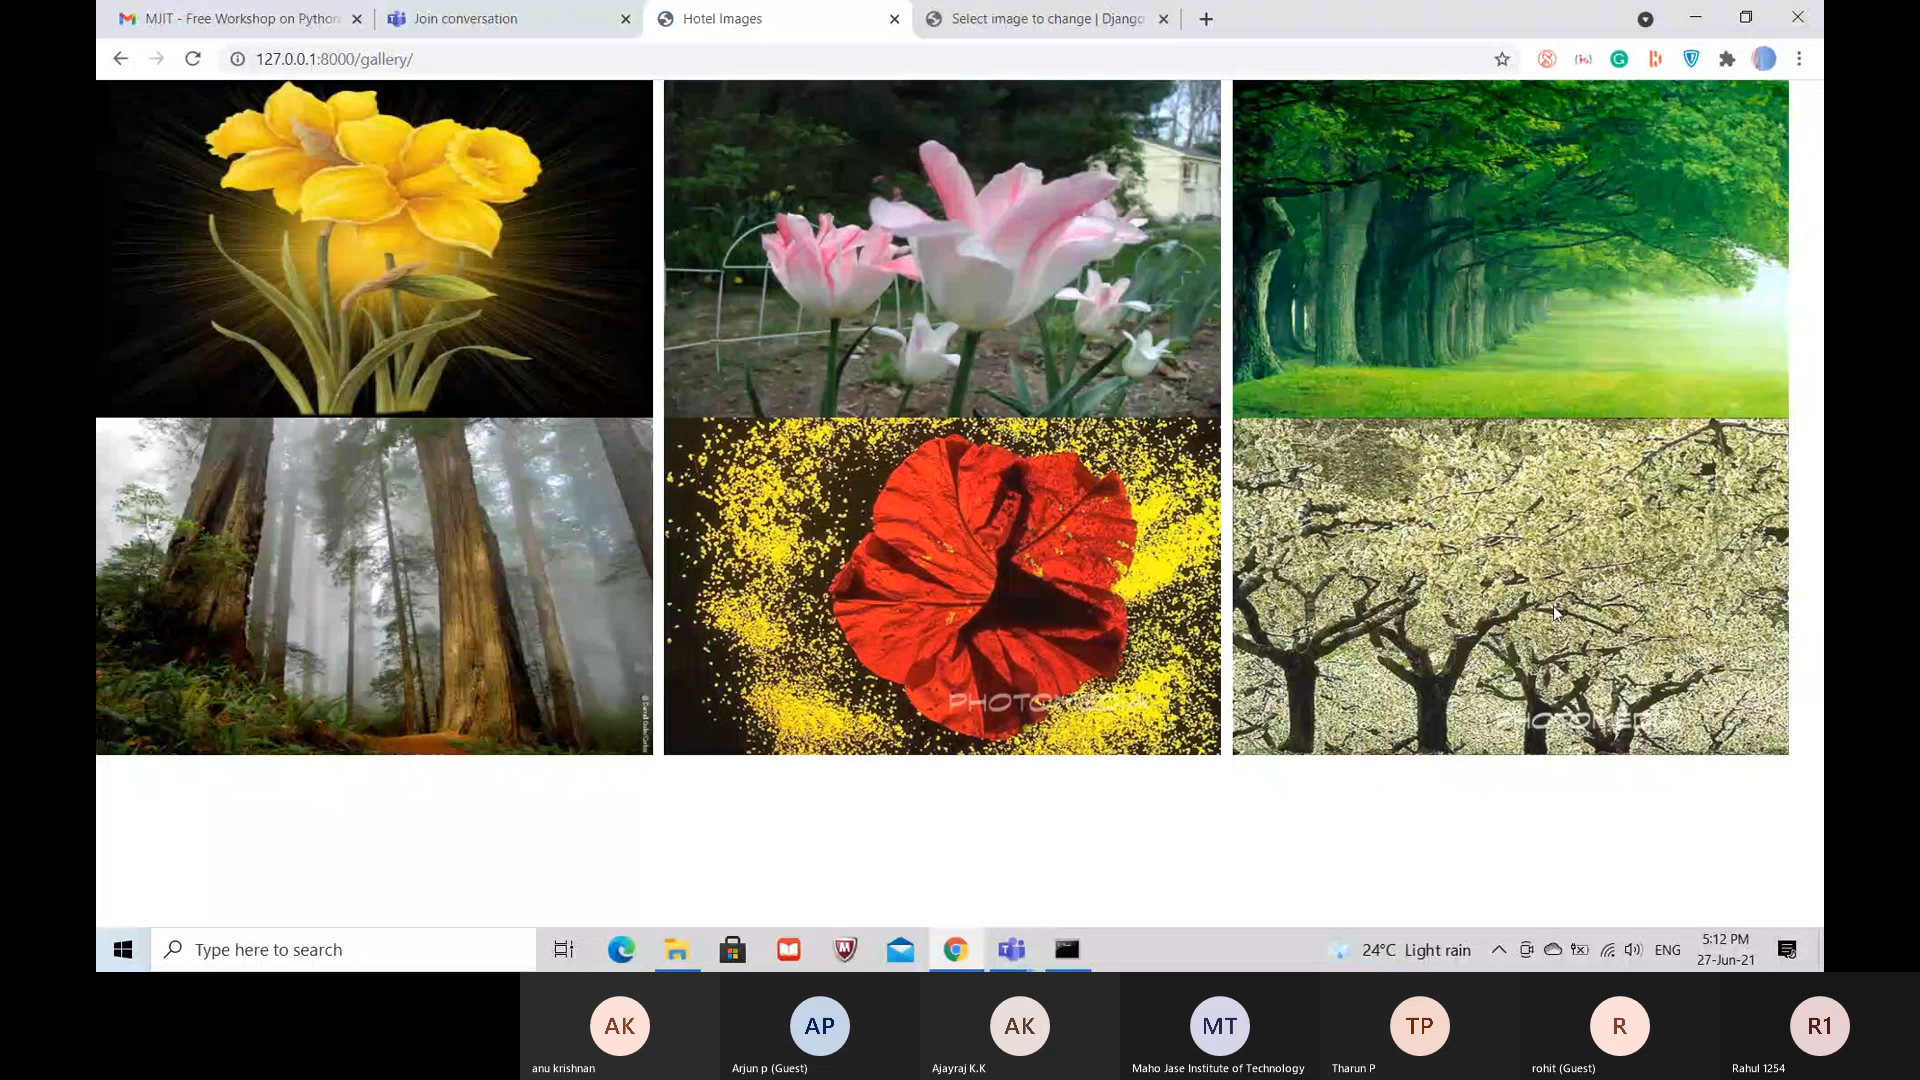 MJIT - Free Workshop on Python
Join conversation
Hotel Images
Select image to change | Django
127.0.0.1:8000/gallery/
PHOTOMEDIA
PHOTOMEDIA
Type here to search
24°C Light rain
ENG
5:12 PM
27-Jun-21
AK
AP
AK
MT
TP
R
R1
anu krishnan
Arjun p (Guest)
Ajayraj K.K
Maho Jase Institute of Technology
Tharun P
rohit (Guest)
Rahul 1254